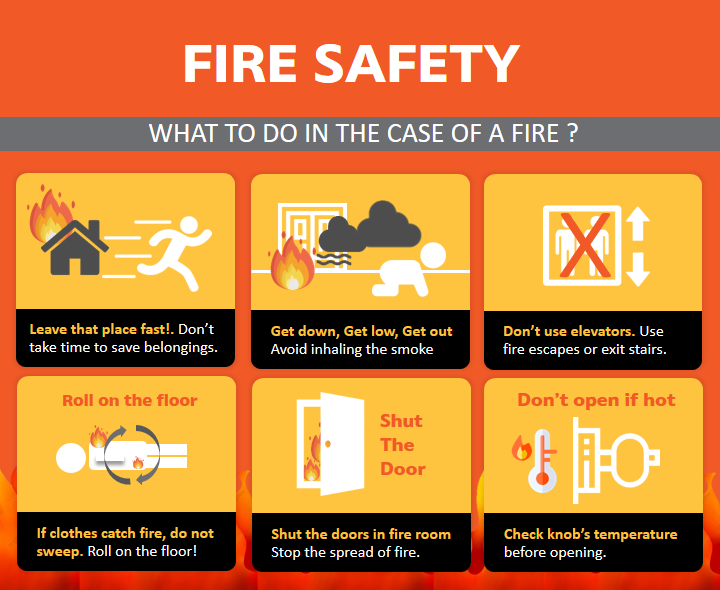 FIRE SAFETY
WHAT TO DO IN THE CASE OF A FIRE ?
Leave that place fast!. Don't
take time to save belongings.
Get down, Get low, Get out
Avoid inhaling the smoke
Don't use elevators. Use
fire escapes or exit stairs.
Roll on the floor
If clothes catch fire, do not
sweep. Roll on the floor!
Shut
The
Door
Shut the doors in fire room
Stop the spread of fire.
Don't open if hot
Check knob's temperature
before opening.